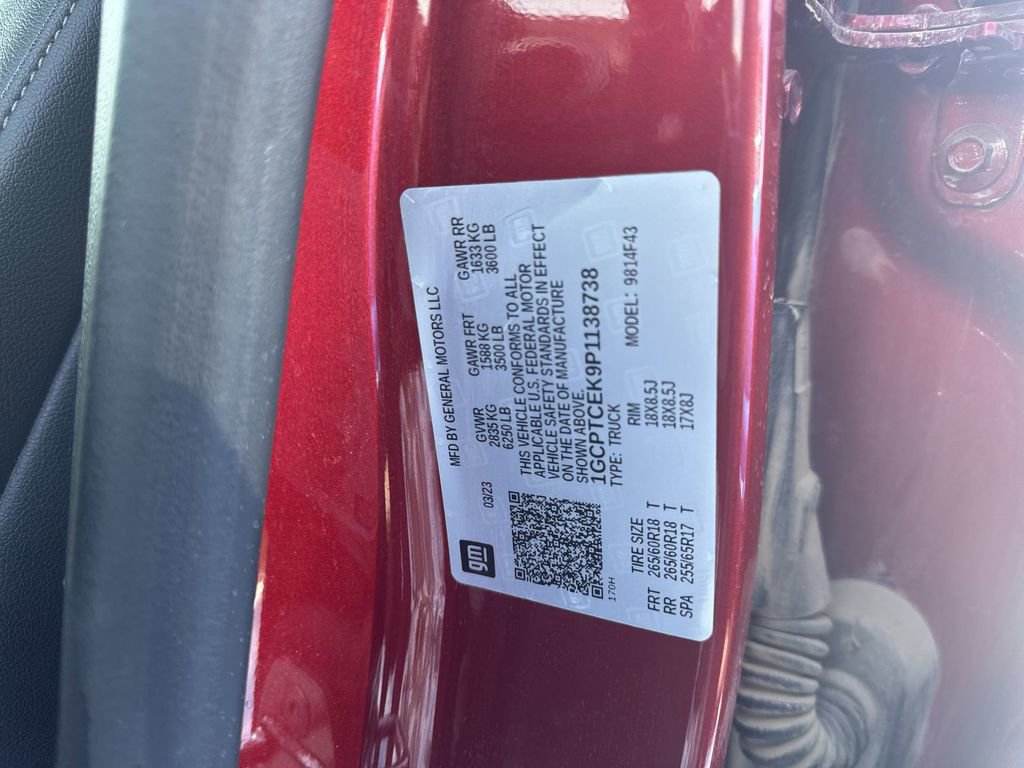 MFD BY GENERAL MOTORS LLC
03/23
GVWR GAWR FRT GAWR RR
2835 KG 1588 KG 1633 KG
6250 LB 3500 LB 3600 LB
gm
THIS VEHICLE CONFORMS TO ALL
APPLICABLE U.S. FEDERAL MOTOR
VEHICLE SAFETY STANDARDS IN EFFECT
ON THE DATE OF MANUFACTURE
SHOWN ABOVE.
1GCPTCEK9P1138738
TYPE: TRUCK
MODEL: 9814F43
170H
TIRE SIZE RIM
FRT 265/60R18 T 18X8.5J
RR 265/60R18 T 18X8.5J
SPA 255/65R17 T 17X8J